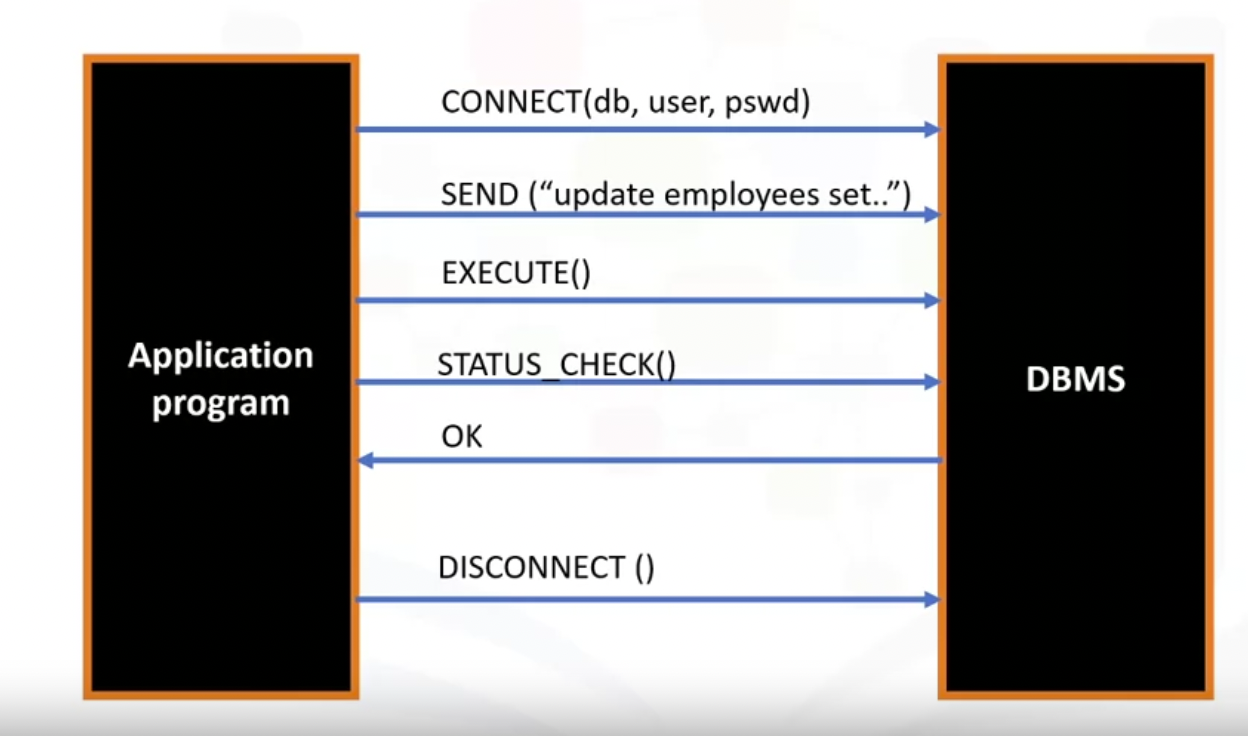 CONNECT(db, user, pswd)
SEND (“update employees set..”)
EXECUTE()
STATUS_CHECK()
OK
DISCONNECT ()
Application
program
DBMS